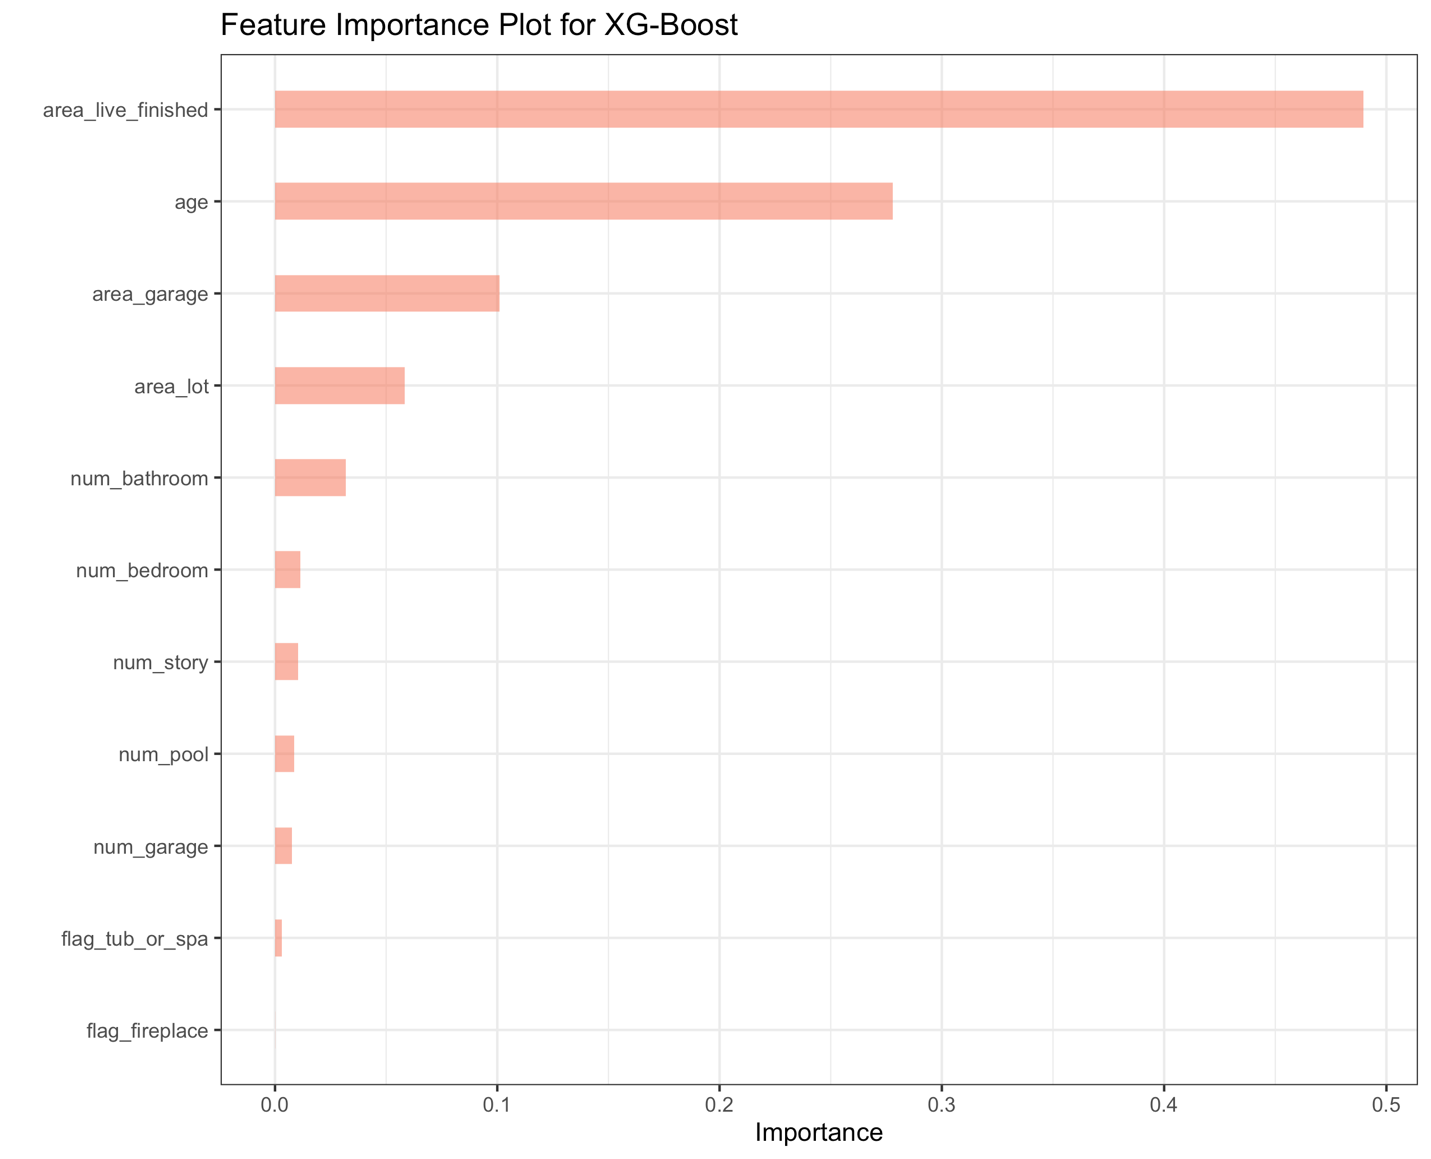 Feature Importance Plot for XG-Boost
area_live_finished
age
area_garage
area_lot
num_bathroom
num_bedroom
num_story
num_pool
num_garage
flag_tub_or_spa
flag_fireplace
0.0 0.1 0.2 0.3 0.4 0.5
Importance